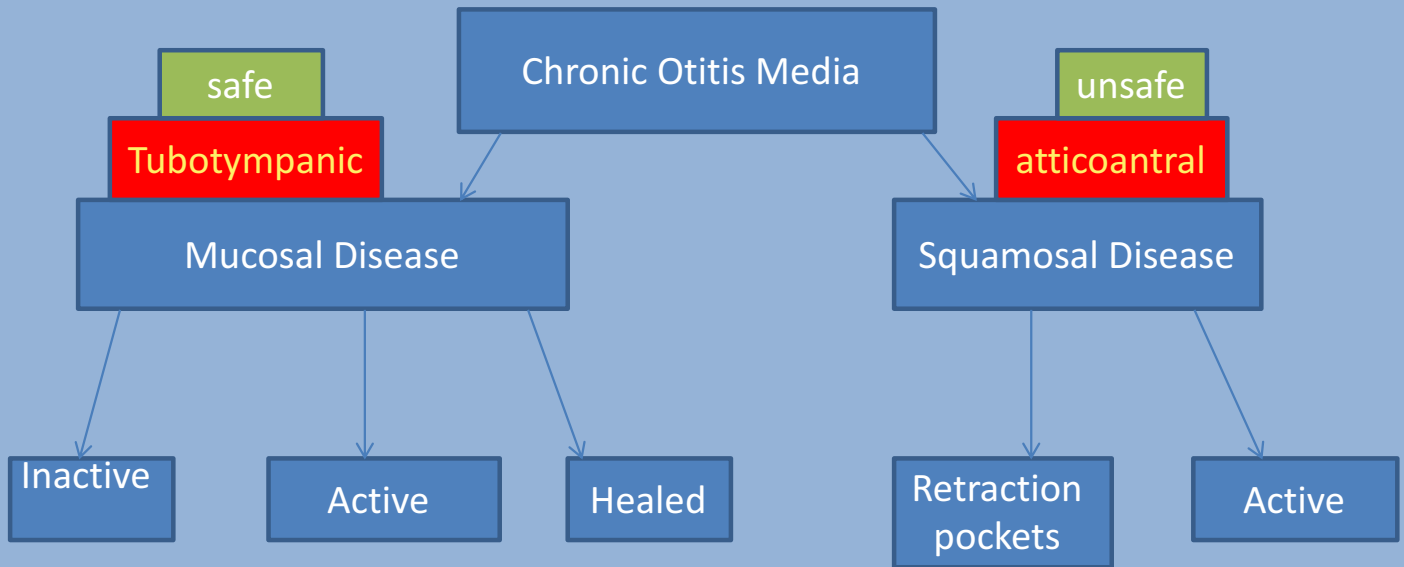 Chronic Otitis Media
safe
unsafe
Tubotympanic
atticoantral
Mucosal Disease
Squamosal Disease
Inactive
Active
Healed
Retraction
pockets
Active